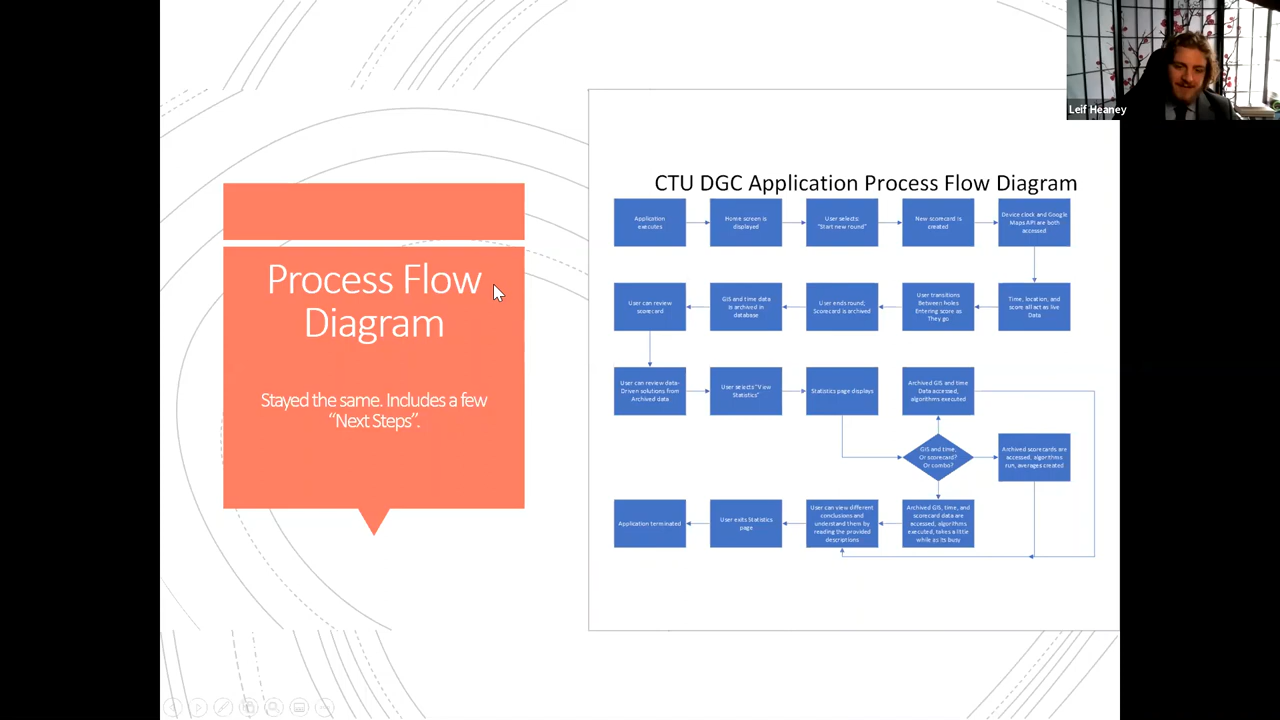 Leif Heaney
Process Flow
Diagram
Stayed the same. Includes a few
“Next Steps”.
CTU DGC Application Process Flow Diagram
Application
executes
Home screen is
displayed
User selects:
“Start new round”
New scorecard is
created
Device clock and Google
Maps API are both
accessed
User can review
scorecard
GIS and time data
is archived in
database
User ends round;
Scorecard is archived
User transitions
Between holes
Entering score as
They go.
Time, location, and
score all act as live
Data
User can review data-
Driven solutions from
Archived data
User selects “View
Statistics”
Statistics page displays
Archived GIS and time
Data accessed,
algorithms executed
GIS and time,
Or scorecard?
Or combo?
Archived scorecards are
accessed, algorithms
run, averages created
Application terminated
User exits Statistics
page
User can view different
conclusions and
understand them by
reading the provided
descriptions
Archived GIS, time, and
scorecard data are
accessed, algorithms
executed, takes a little
while as its busy